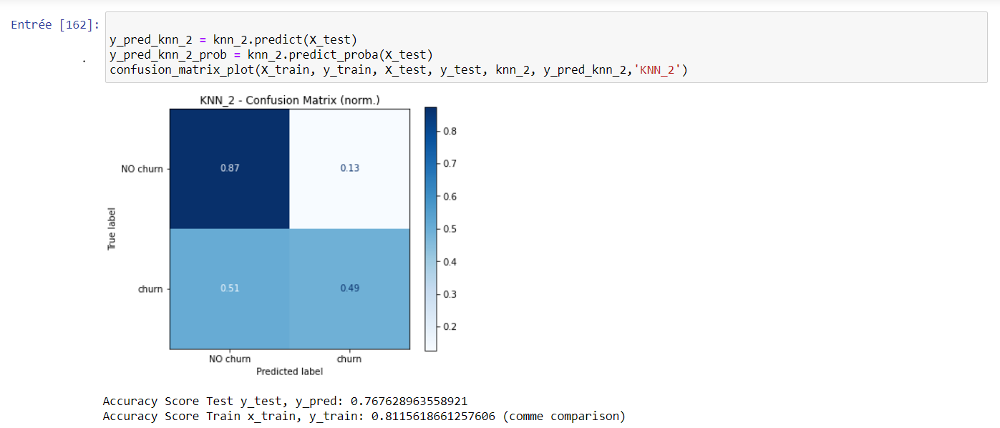 Entrée [162]:
y_pred_knn_2 = knn_2.predict(X_test)
y_pred_knn_2_prob = knn_2.predict_proba(X_test)
confusion_matrix_plot(X_train, y_train, X_test, y_test, knn_2, y_pred_knn_2,'KNN_2')
KNN_2 - Confusion Matrix (norm.)
NO churn
0.87
0.13
True label
churn
0.51
0.49
NO churn
churn
Predicted label
0.8
0.7
0.6
0.5
0.4
0.3
0.2
Accuracy Score Test y_test, y_pred: 0.767628963558921
Accuracy Score Train x_train, y_train: 0.8115618661257606 (comme comparison)